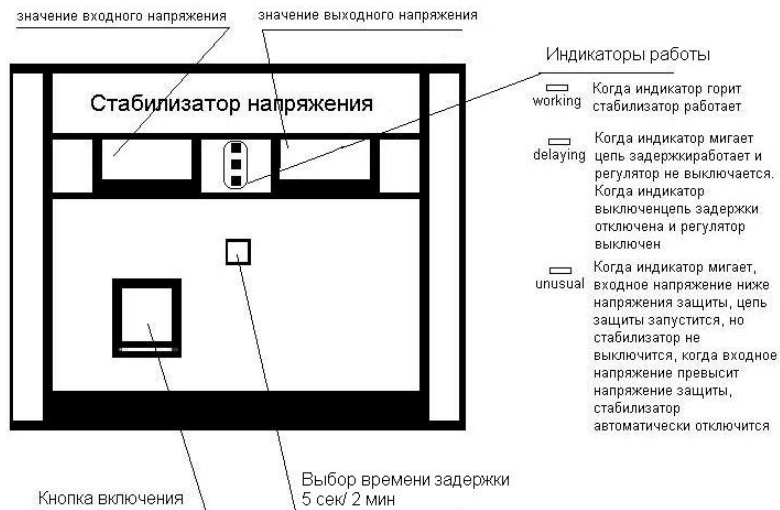 значение входного напряжения
значение выходного напряжения
Индикаторы работы
Стабилизатор напряжения
working
Когда индикатор горит
стабилизатор работает
delaying
Когда индикатор мигает
цепь задержкиработает и
регулятор не выключается.
Когда индикатор
выключенцепь задержки
отключена и регулятор
выключен
unusual
Когда индикатор мигает,
входное напряжение ниже
напряжения защиты, цепь
защиты запустится, но
стабилизатор не
выключится, когда входное
напряжение превысит
напряжение защиты,
стабилизатор
автоматически отключится
Кнопка включения
Выбор времени задержки
5 сек/ 2 мин